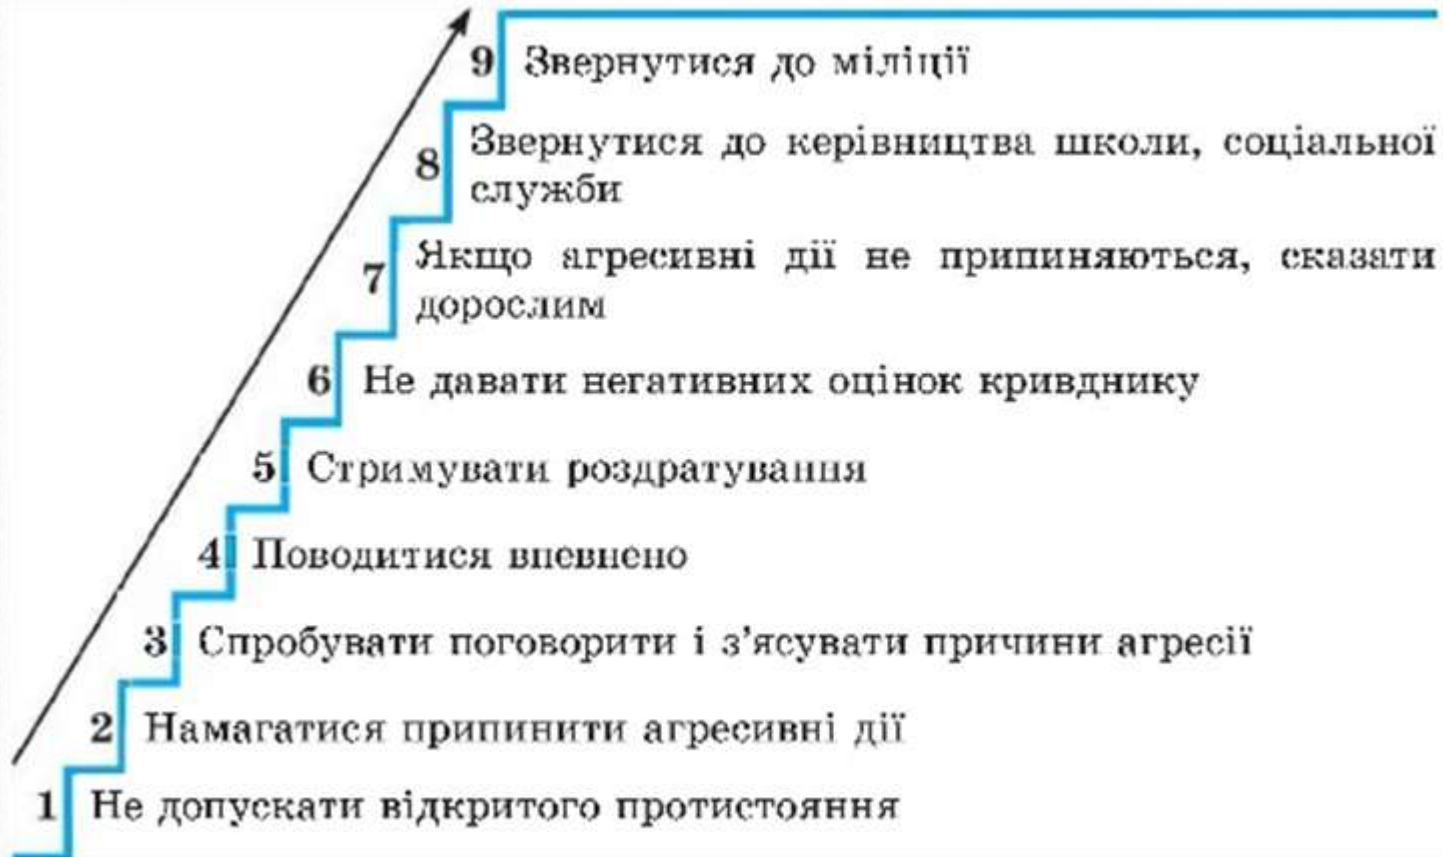 9 Звернутися до міліції
8 Звернутися до керівництва школи, соціальної
служби
7 Якщо агресивні дії не припиняються, сказати
дорослим
6 Не давати негативних оцінок кривднику
5 Стримувати роздратування
4 Поводитися впевнено
3 Спробувати поговорити і з’ясувати причини агресії
2 Намагатися припинити агресивні дії
1 Не допускати відкритого протистояння